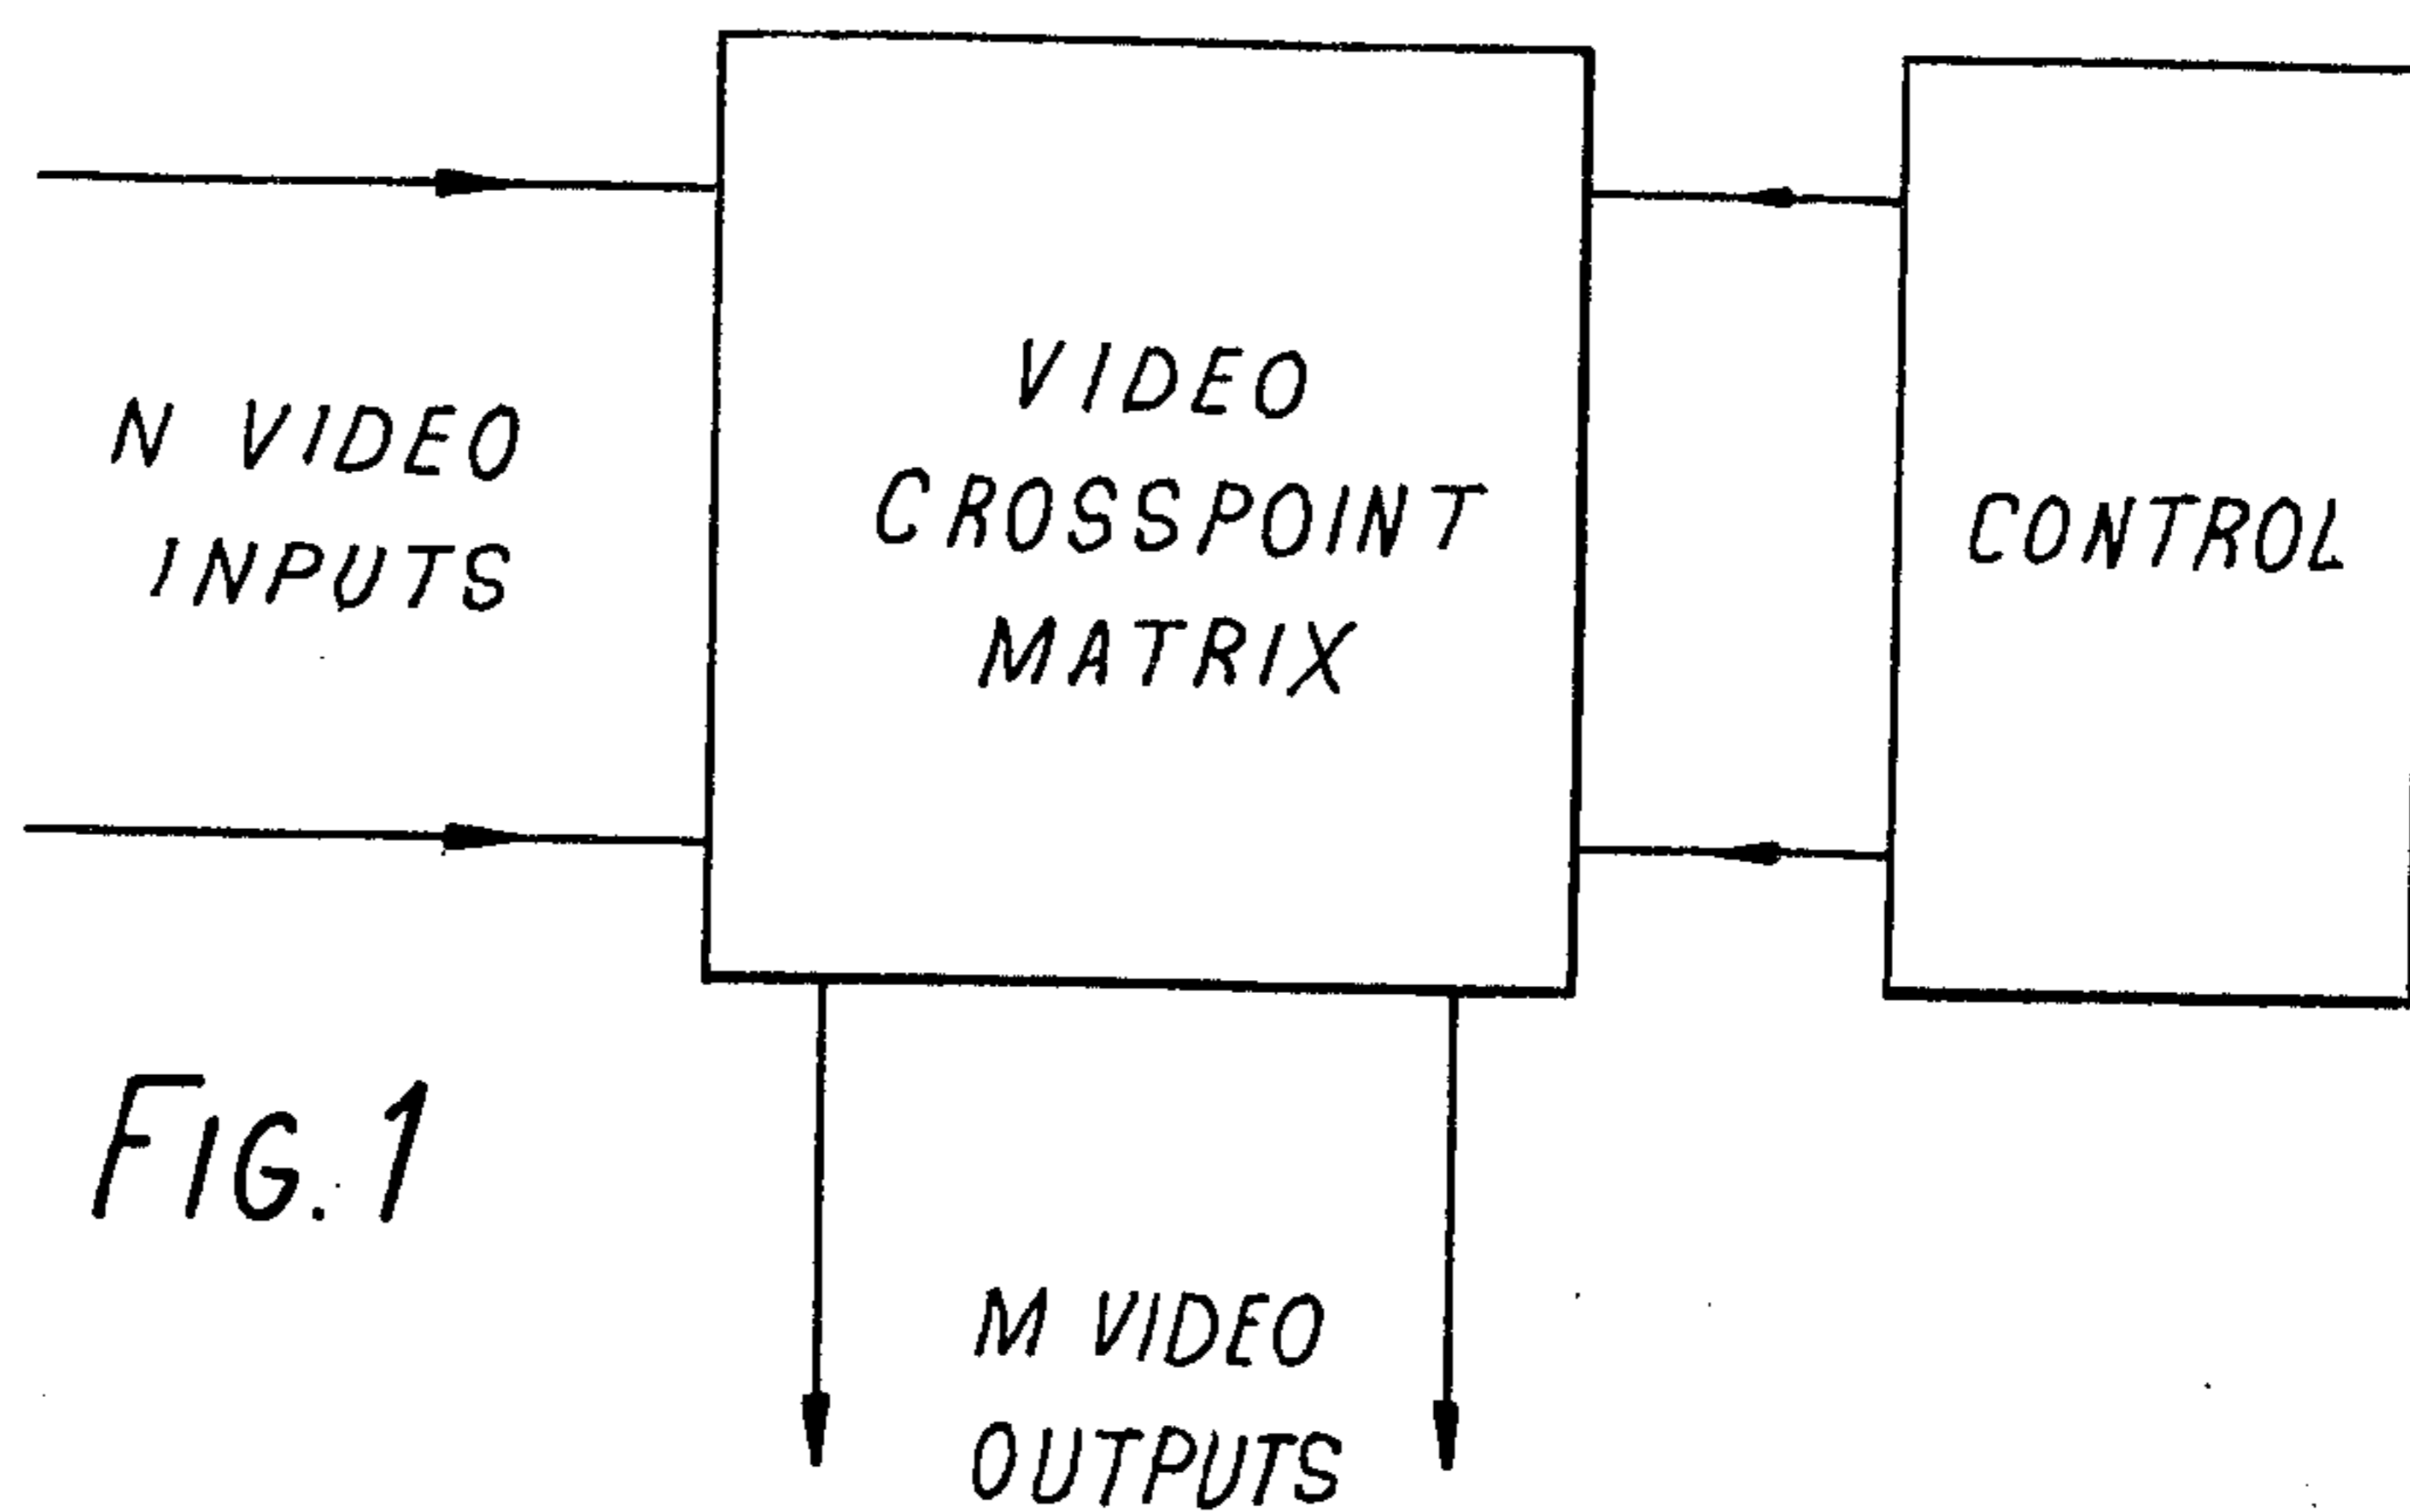 N VIDEO
INPUTS
VIDEO
CROSSPOINT
MATRIX
CONTROL
FIG. 1
M VIDEO
OUTPUTS